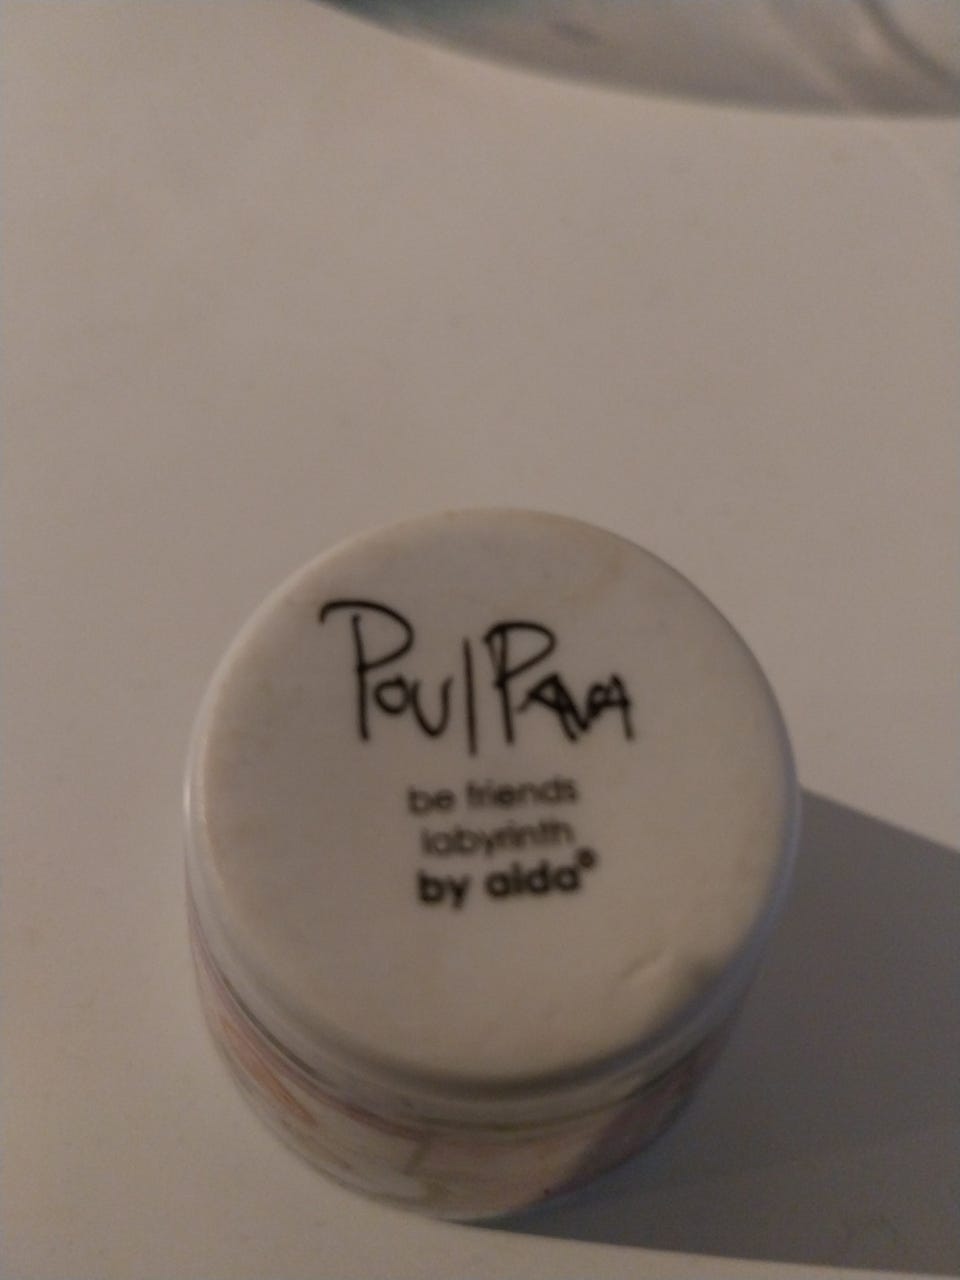 Poul Pava
be friends
labyrinth
by aida®